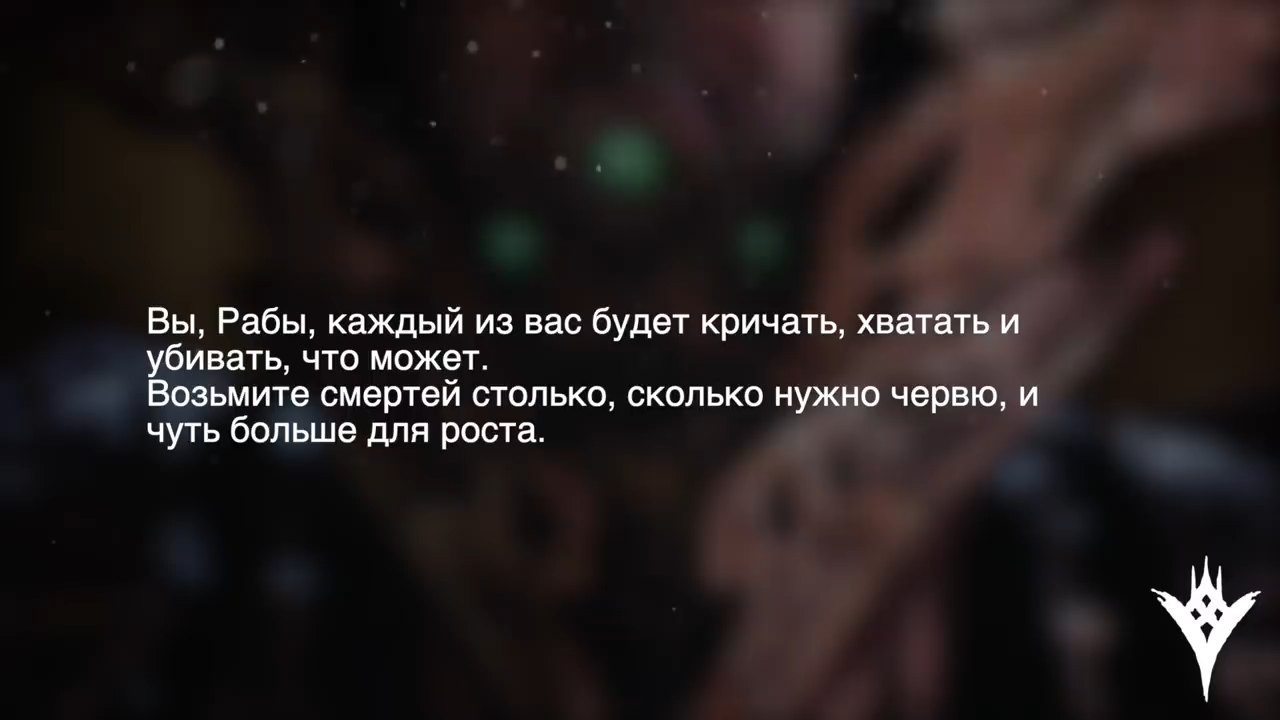 Вы, Рабы, каждый из вас будет кричать, хватать и
убивать, что может.
Возьмите смертей столько, сколько нужно червю, и
чуть больше для роста.